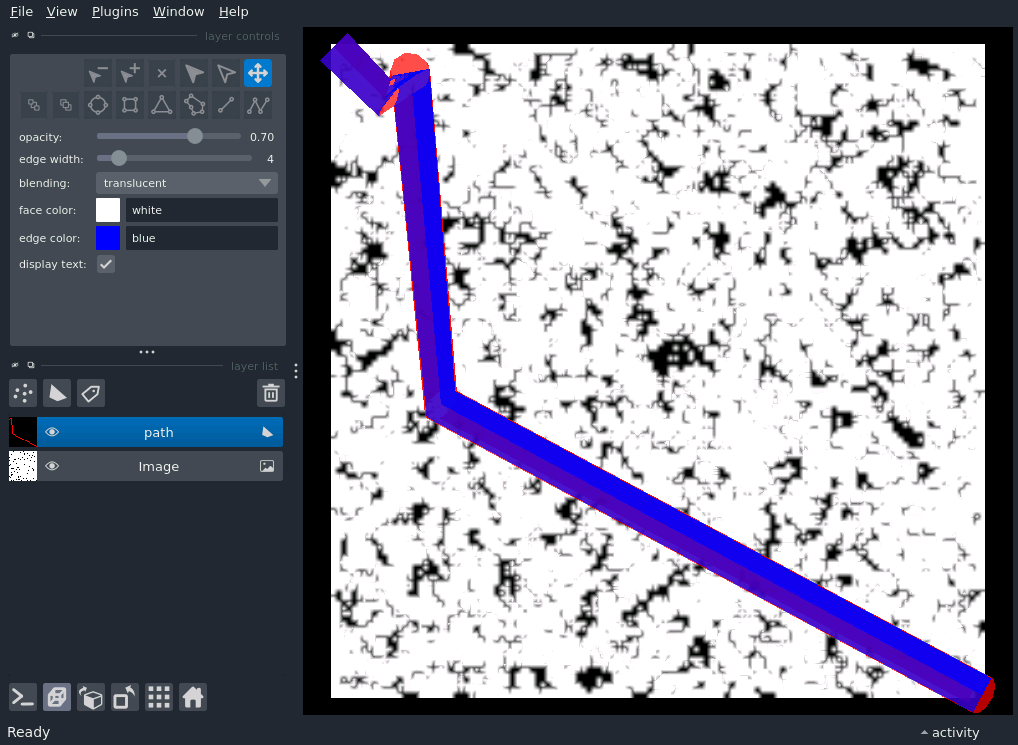 File View Plugins Window Help
layer controls
opacity: 0.70
edge width: 4
blending: translucent
face color: white
edge color: blue
display text:
layer list
path
Image
Ready
activity